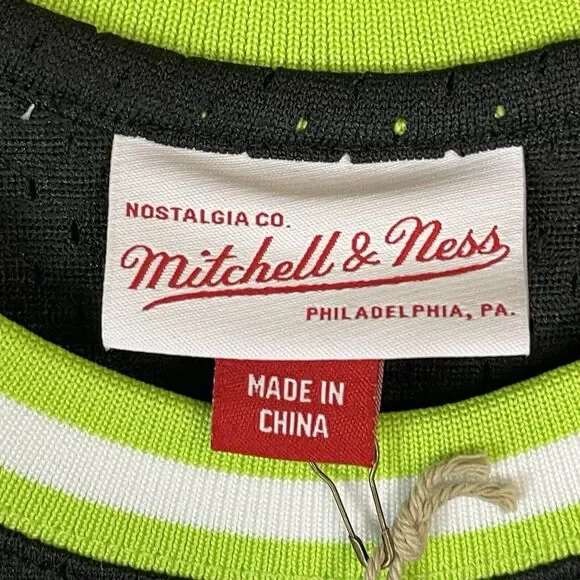 NOSTALGIA CO.
Mitchell & Ness
PHILADELPHIA, PA.
MADE IN
CHINA